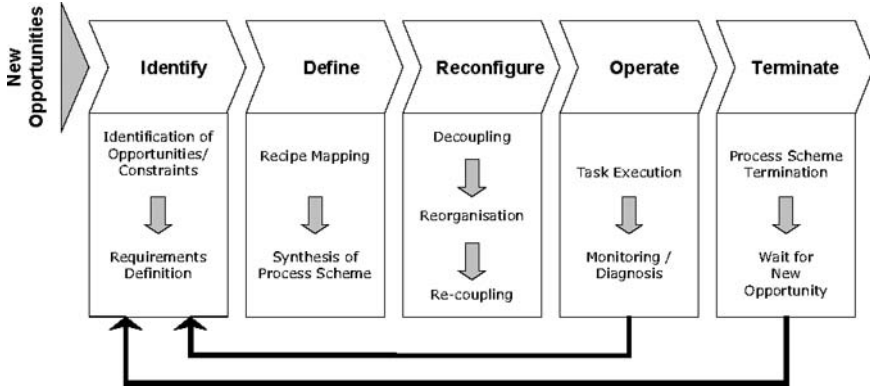 New
Opportunities
Identify
Define
Reconfigure
Operate
Terminate
Identification of
Opportunities/
Constraints
Requirements
Definition
Recipe Mapping
Synthesis of
Process Scheme
Decoupling
Reorganisation
Re-coupling
Task Execution
Monitoring /
Diagnosis
Process Scheme
Termination
Wait for
New
Opportunity